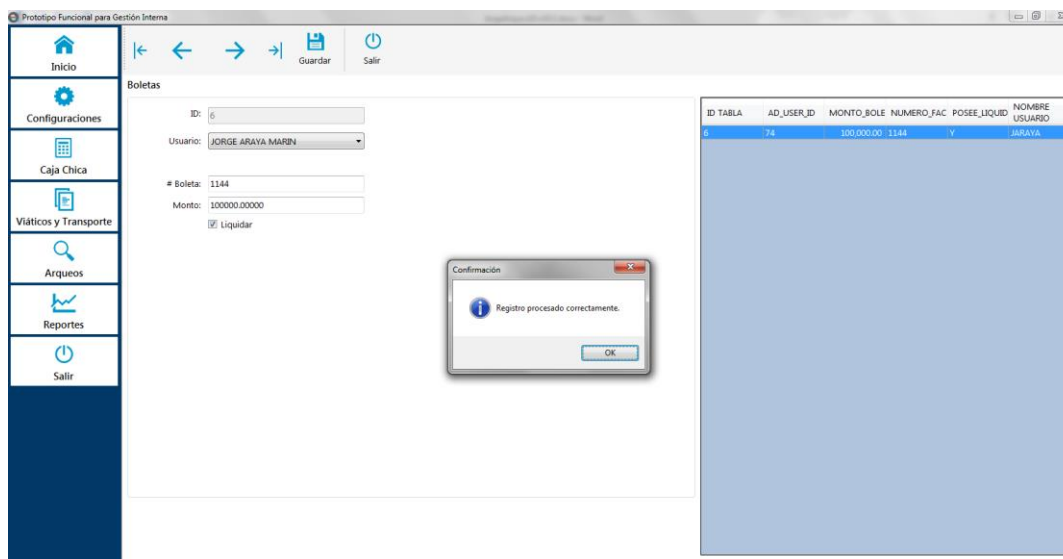 Prototipo Funcional para Gestión Interna
Inicio
Configuraciones
Caja Chica
Viáticos y Transporte
Arqueos
Reportes
Salir
Guardar
Salir
Boletas
ID: 6
Usuario: JORGE ARAYA MARIN
# Boleta: 1144
Monto: 100000.00000
Liquidar
Confirmación
Registro procesado correctamente.
OK
ID TABLA AD_USER_ID MONTO_BOLE NUMERO_FAC POSEE_LIQUID NOMBRE USUARIO
6 74 100,000.00 1144 Y JARAYA